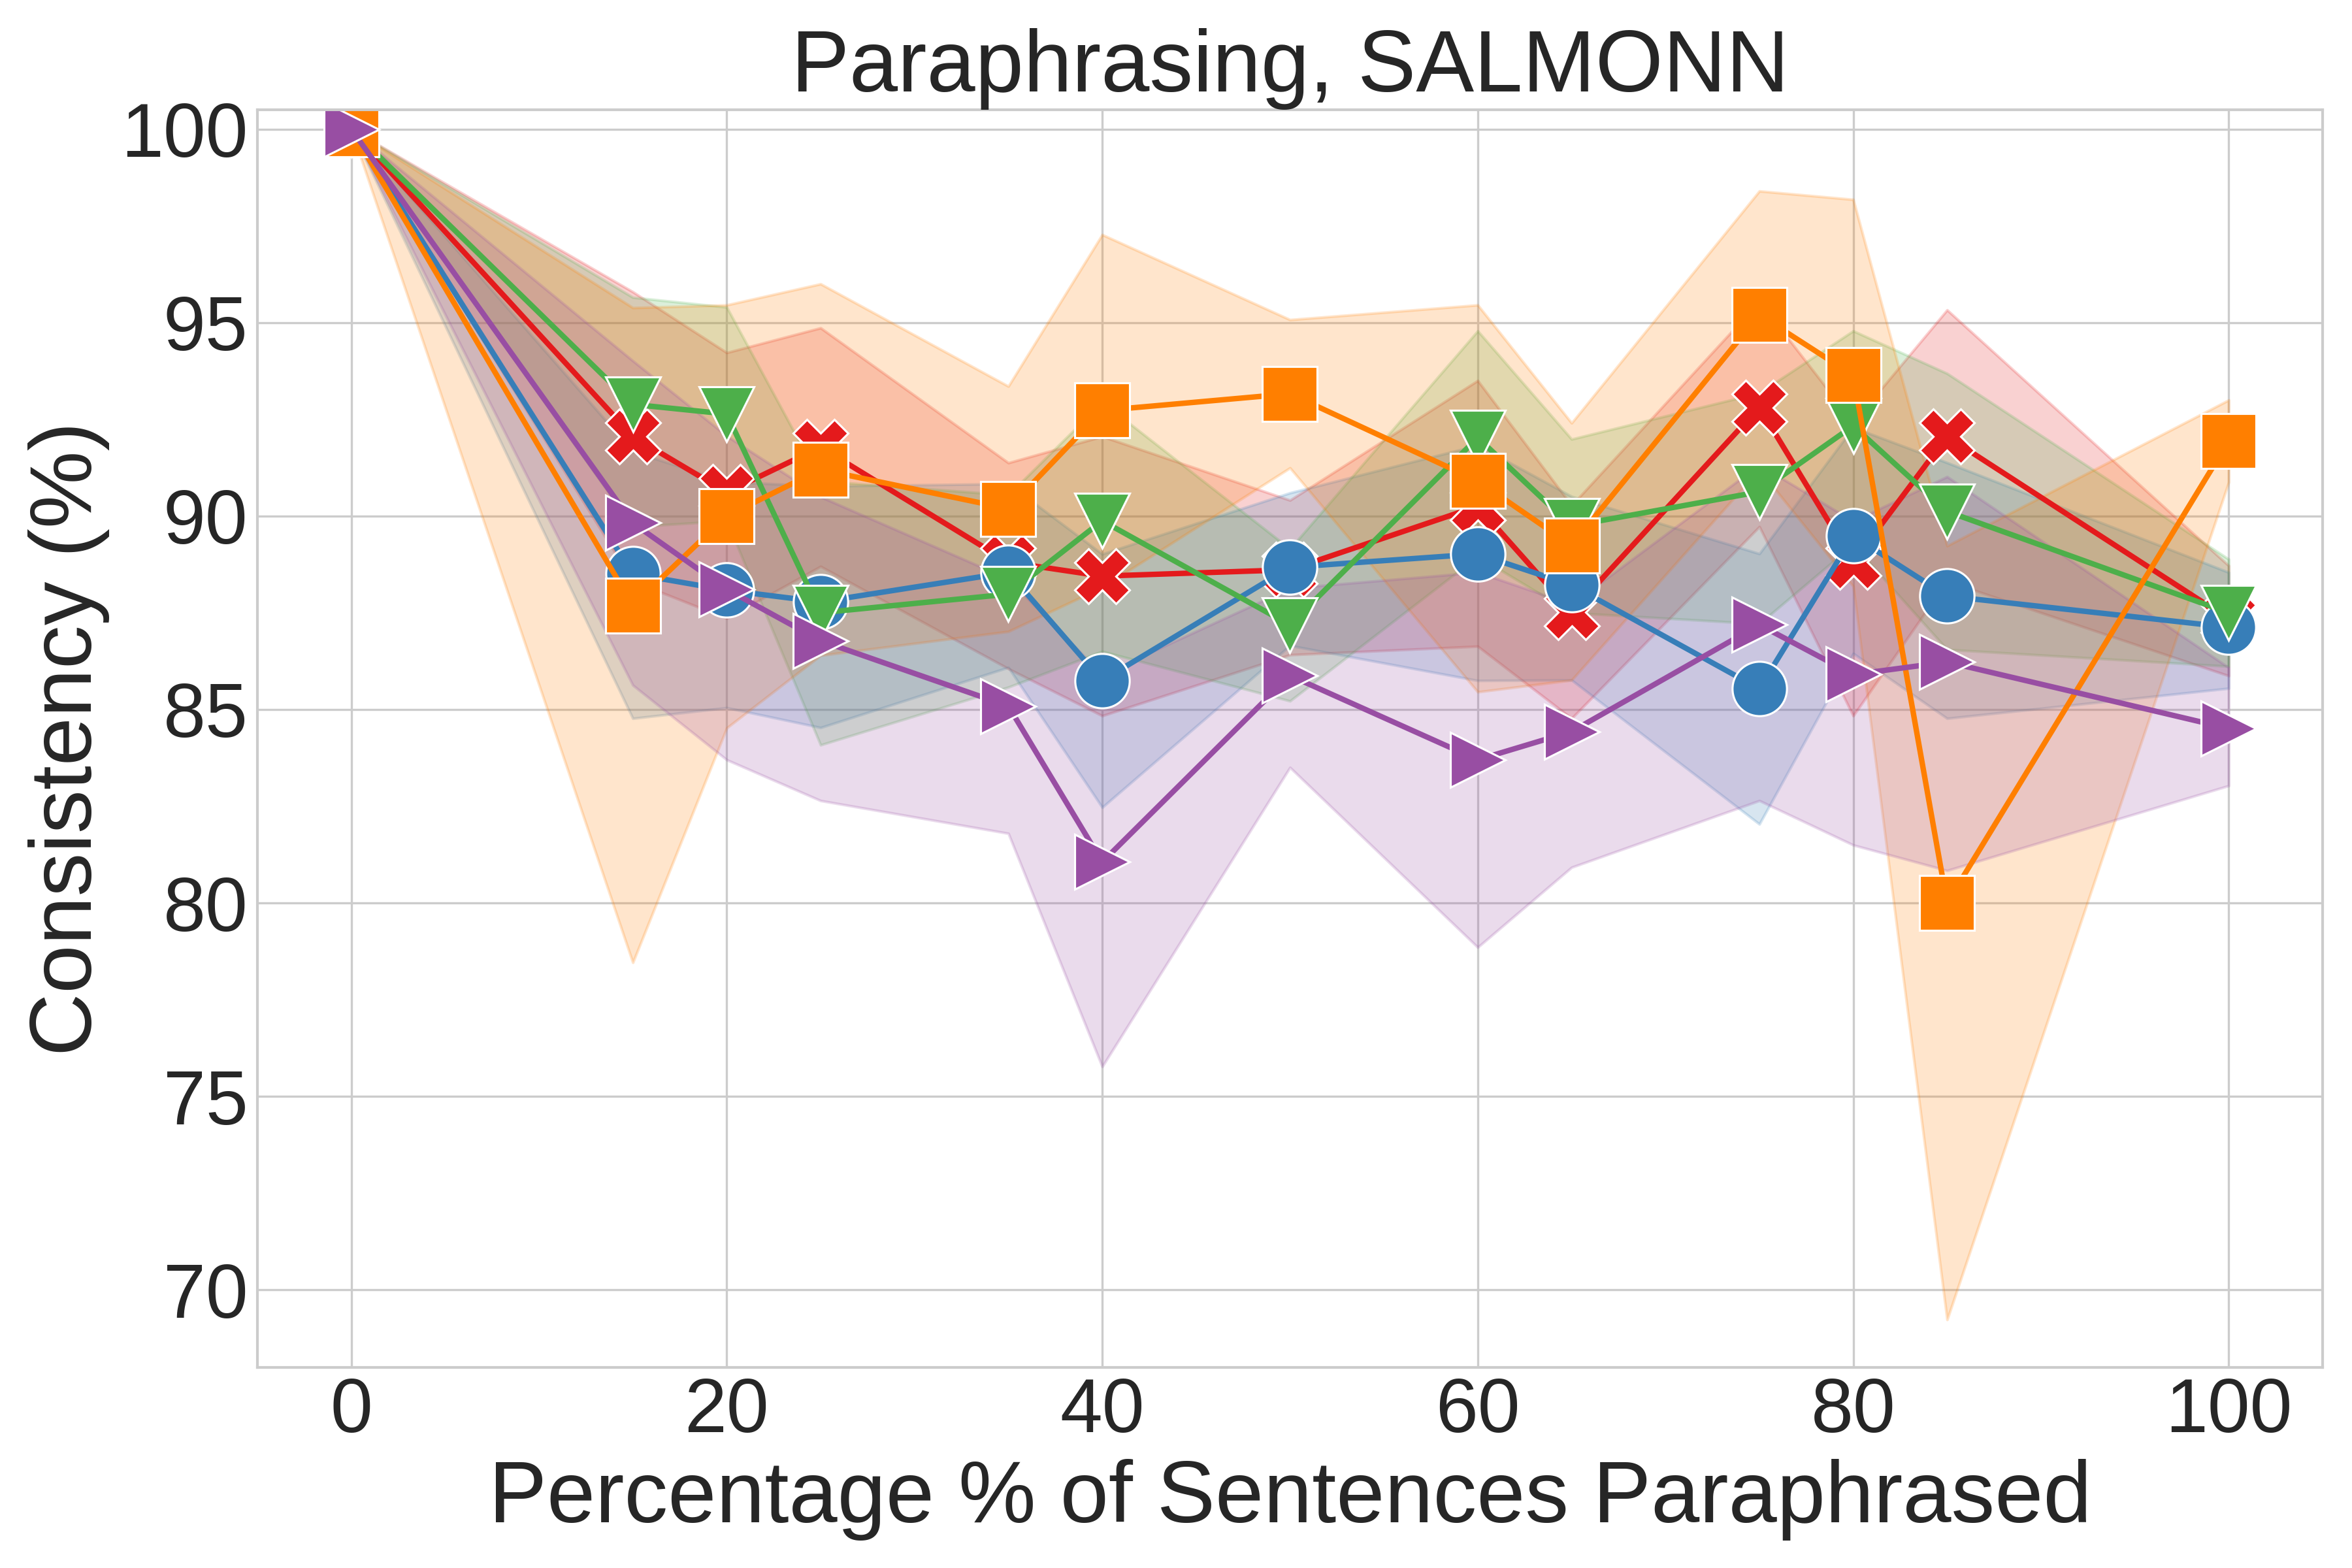 Paraphrasing, SALMONN
Consistency (%)
100
95
90
85
80
75
70
0 20 40 60 80 100
Percentage % of Sentences Paraphrased